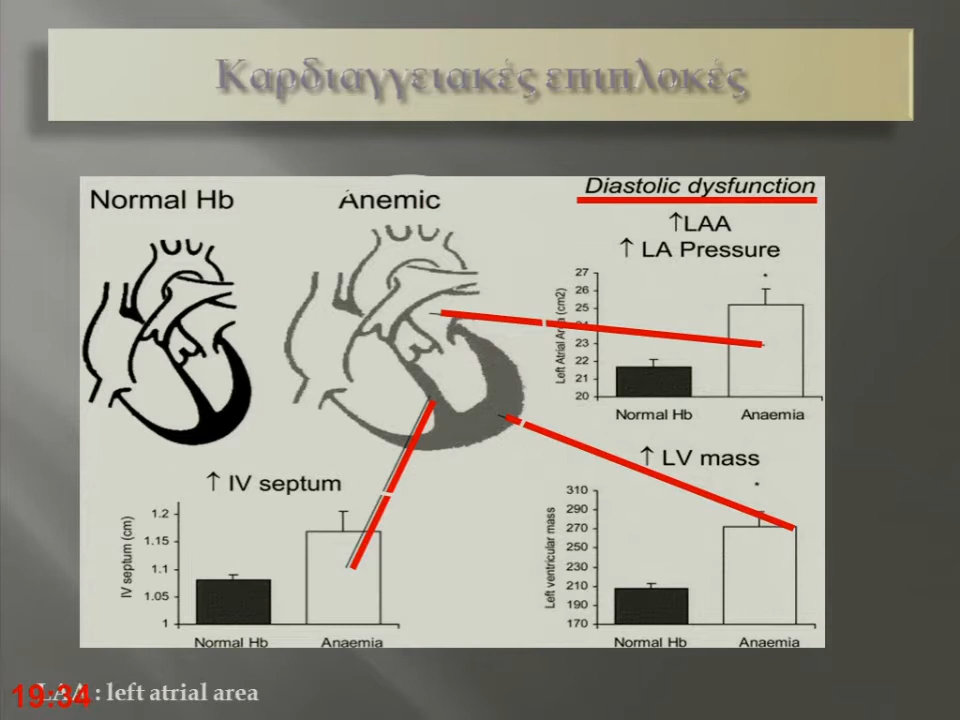 Καρδιαγγειακές επιπλοκές
Normal Hb
Anemic
Diastolic dysfunction
↑LAA
↑ LA Pressure
Left Atrial Area (cm2)
27
26
25
24
23
22
21
20
*
Normal Hb Anaemia
↑ IV septum
IV septum (cm)
1.2
1.15
1.1
1.05
1
Normal Hb Anaemia
↑ LV mass
Left ventricular mass
310
290
270
250
230
210
190
170
*
Normal Hb Anaemia
LAA : left atrial area
19:34